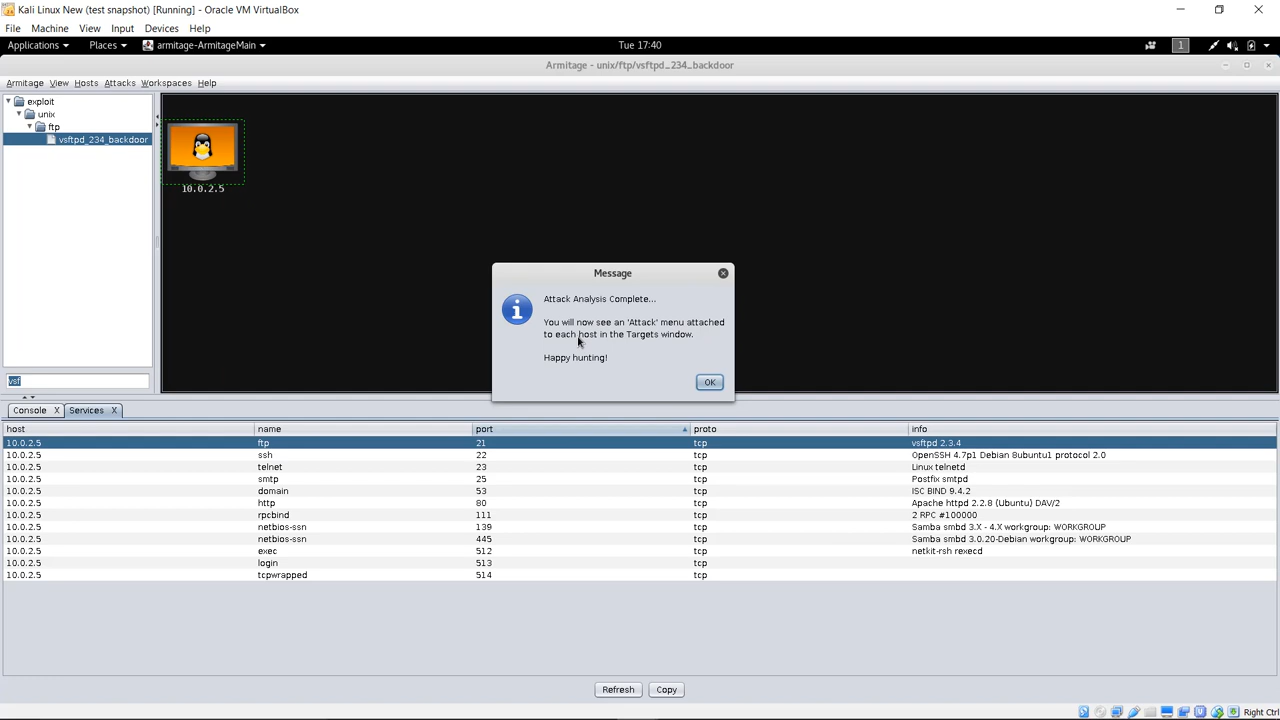 Kali Linux New (test snapshot) [Running] - Oracle VM VirtualBox
File Machine View Input Devices Help
Applications Places armitage-ArmitageMain Tue 17:40 1
Armitage - unix/ftp/vsftpd_234_backdoor
Armitage View Hosts Attacks Workspaces Help
exploit
unix
ftp
vsftpd_234_backdoor
10.0.2.5
Message
Attack Analysis Complete...
You will now see an 'Attack' menu attached
to each host in the Targets window.
Happy hunting!
OK
vsf
Console X Services X
host name port proto info
10.0.2.5 ftp 21 tcp vsftpd 2.3.4
10.0.2.5 ssh 22 tcp OpenSSH 4.7p1 Debian 8ubuntu1 protocol 2.0
10.0.2.5 telnet 23 tcp Linux telnetd
10.0.2.5 smtp 25 tcp Postfix smtpd
10.0.2.5 domain 53 tcp ISC BIND 9.4.2
10.0.2.5 http 80 tcp Apache httpd 2.2.8 (Ubuntu) DAV/2
10.0.2.5 rpcbind 111 tcp 2 RPC #100000
10.0.2.5 netbios-ssn 139 tcp Samba smbd 3.X - 4.X workgroup: WORKGROUP
10.0.2.5 netbios-ssn 445 tcp Samba smbd 3.0.20-Debian workgroup: WORKGROUP
10.0.2.5 exec 512 tcp netkit-rsh rexecd
10.0.2.5 login 513 tcp
10.0.2.5 tcpwrapped 514 tcp
Refresh Copy
Right Ctrl